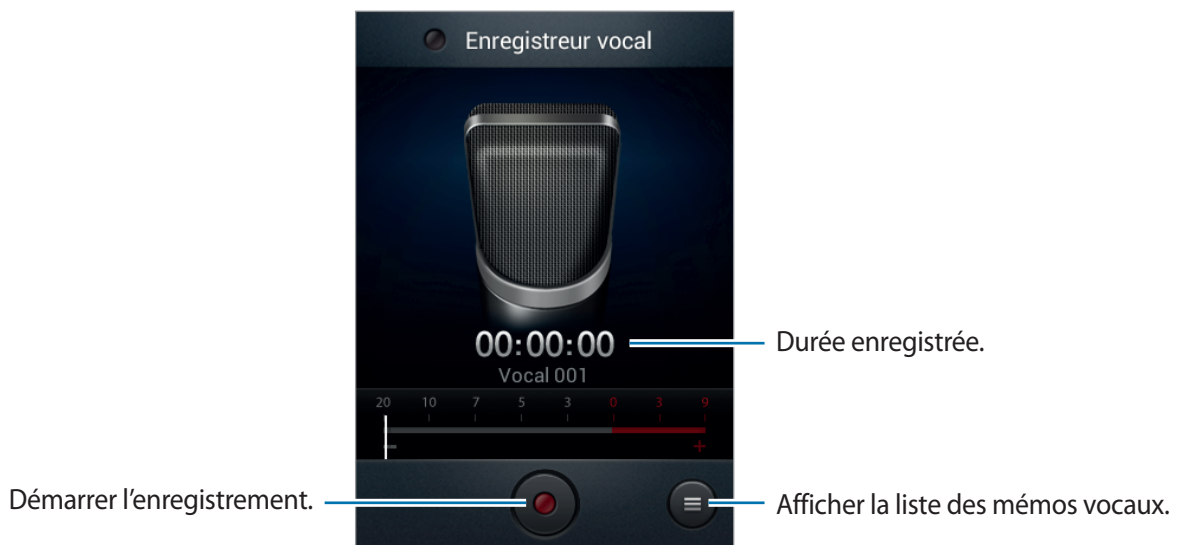 Enregistreur vocal
00:00:00
Durée enregistrée.
Vocal 001
20 10 7 5 3 0 3 9
- +
Démarrer l’enregistrement.
Afficher la liste des mémos vocaux.